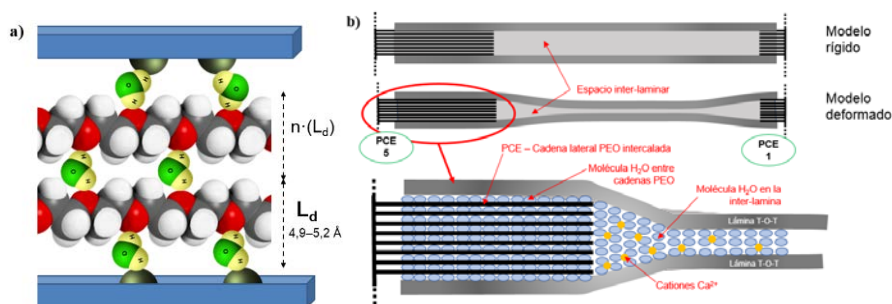 a)
n·(Ld)
Ld
4,9–5,2 Å
b)
Modelo
rígido
Espacio inter-laminar
Modelo
deformado
PCE
5
PCE
1
PCE – Cadena lateral PEO intercalada
Molécula H2O entre
cadenas PEO
Molécula H2O en la
inter-lamina
Lámina T-O-T
Lámina T-O-T
Cationes Ca2+